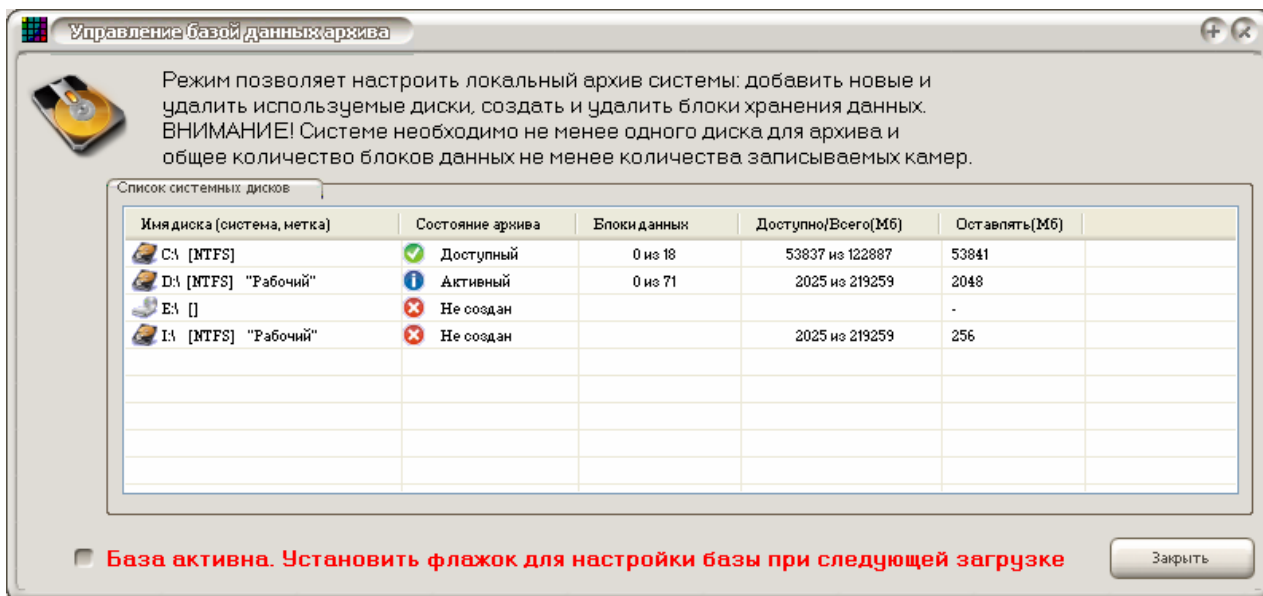 Управление базой данных архива
Режим позволяет настроить локальный архив системы: добавить новые и
удалить используемые диски, создать и удалить блоки хранения данных.
ВНИМАНИЕ! Системе необходимо не менее одного диска для архива и
общее количество блоков данных не менее количества записываемых камер.
Список системных дисков
Имя диска (система, метка) Состояние архива Блоки данных Доступно/Всего(Мб) Оставлять(Мб)
C:\ [NTFS] Доступный 0 из 18 53837 из 122887 53841
D:\ [NTFS] "Рабочий" Активный 0 из 71 2025 из 219259 2048
E:\ [] Не создан -
I:\ [NTFS] "Рабочий" Не создан 2025 из 219259 256
База активна. Установить флажок для настройки базы при следующей загрузке
Закрыть